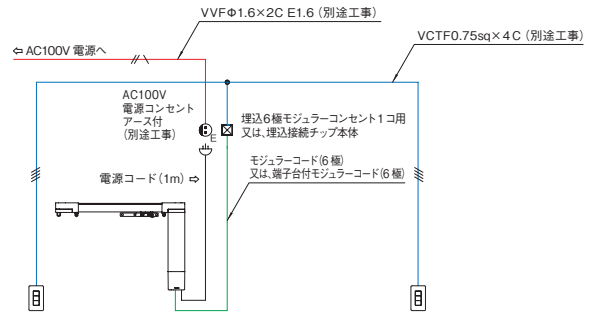 VVFΦ1.6×2C E1.6（別途工事）
VCTF0.75sq×4C（別途工事）
⇦AC100V 電源へ
AC100V
電源コンセント
アース付
（別途工事）
E
埋込6極モジュラーコンセント1コ用
又は、埋込接続チップ本体
モジュラーコード（6極）
又は、端子台付モジュラーコード（6極）
電源コード（1m）⇨